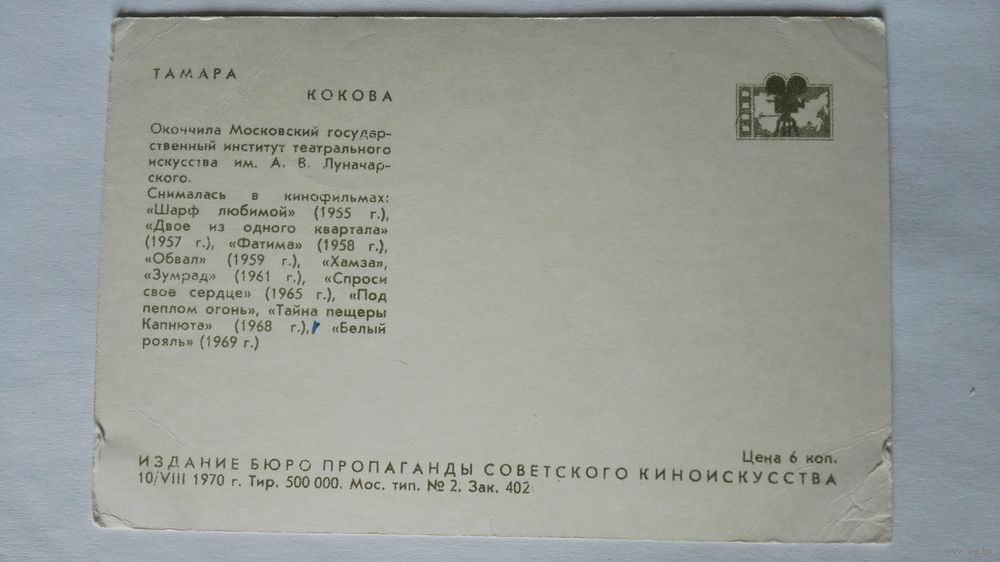 ТАМАРА
КОКОВА
Окончила Московский государ-
ственный институт театрального
искусства им. А. В. Луначар-
ского.
Снималась в кинофильмах:
«Шарф любимой» (1955 г.),
«Двое из одного квартала»
(1957 г.), «Фатима» (1958 г.),
«Обвал» (1959 г.), «Хамза»,
«Зумрад» (1961 г.), «Спроси
свое сердце» (1965 г.), «Под
пеплом огонь», «Тайна пещеры
Капнюта» (1968 г.), «Белый
рояль» (1969 г.)
Цена 6 коп.
ИЗДАНИЕ БЮРО ПРОПАГАНДЫ СОВЕТСКОГО КИНОИСКУССТВА
10/VIII 1970 г. Тир. 500 000. Мос. тип. № 2. Зак. 402
www.ay.by